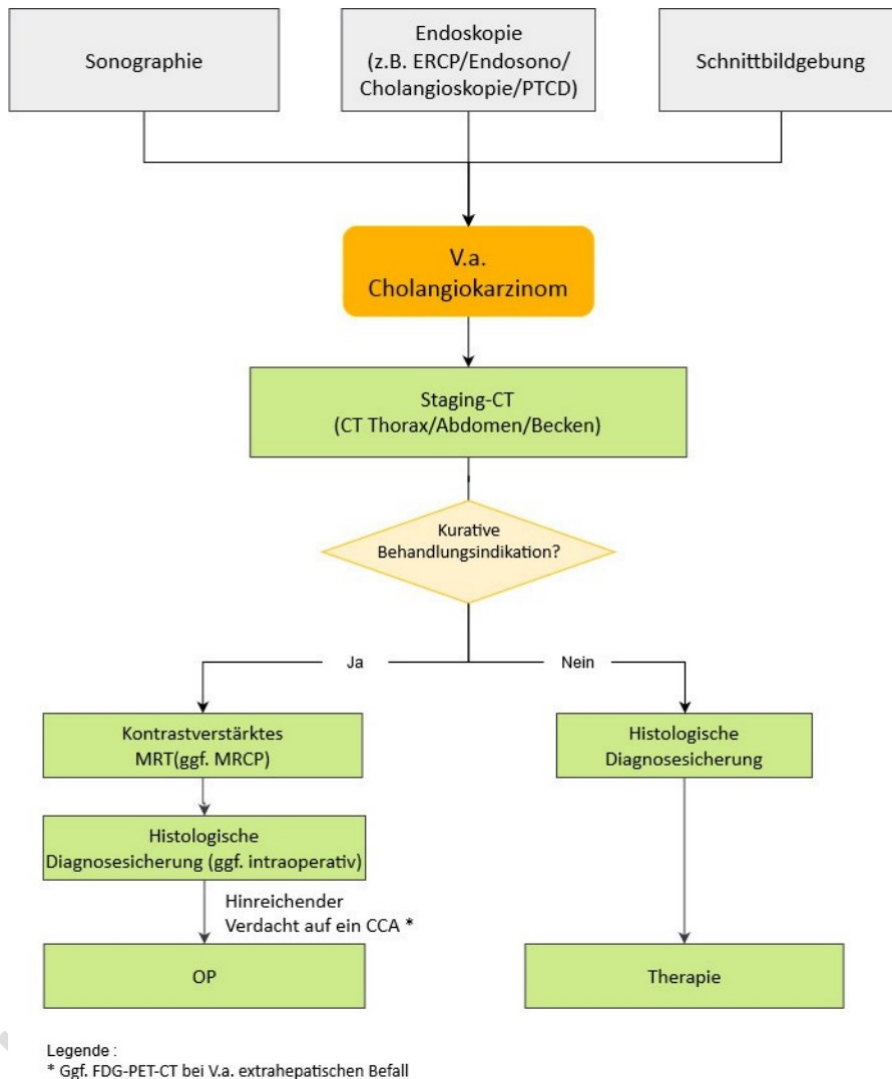 Sonographie
Endoskopie
(z.B. ERCP/Endosono/
Cholangioskopie/PTCD)
Schnittbildgebung
V.a.
Cholangiokarzinom
Staging-CT
(CT Thorax/Abdomen/Becken)
Kurative
Behandlungsindikation?
Ja
Nein
Kontrastverstärktes
MRT(ggf. MRCP)
Histologische
Diagnosesicherung
Histologische
Diagnosesicherung (ggf. intraoperativ)
Hinreichender
Verdacht auf ein CCA *
OP
Therapie
Legende :
* Ggf. FDG-PET-CT bei V.a. extrahepatischen Befall